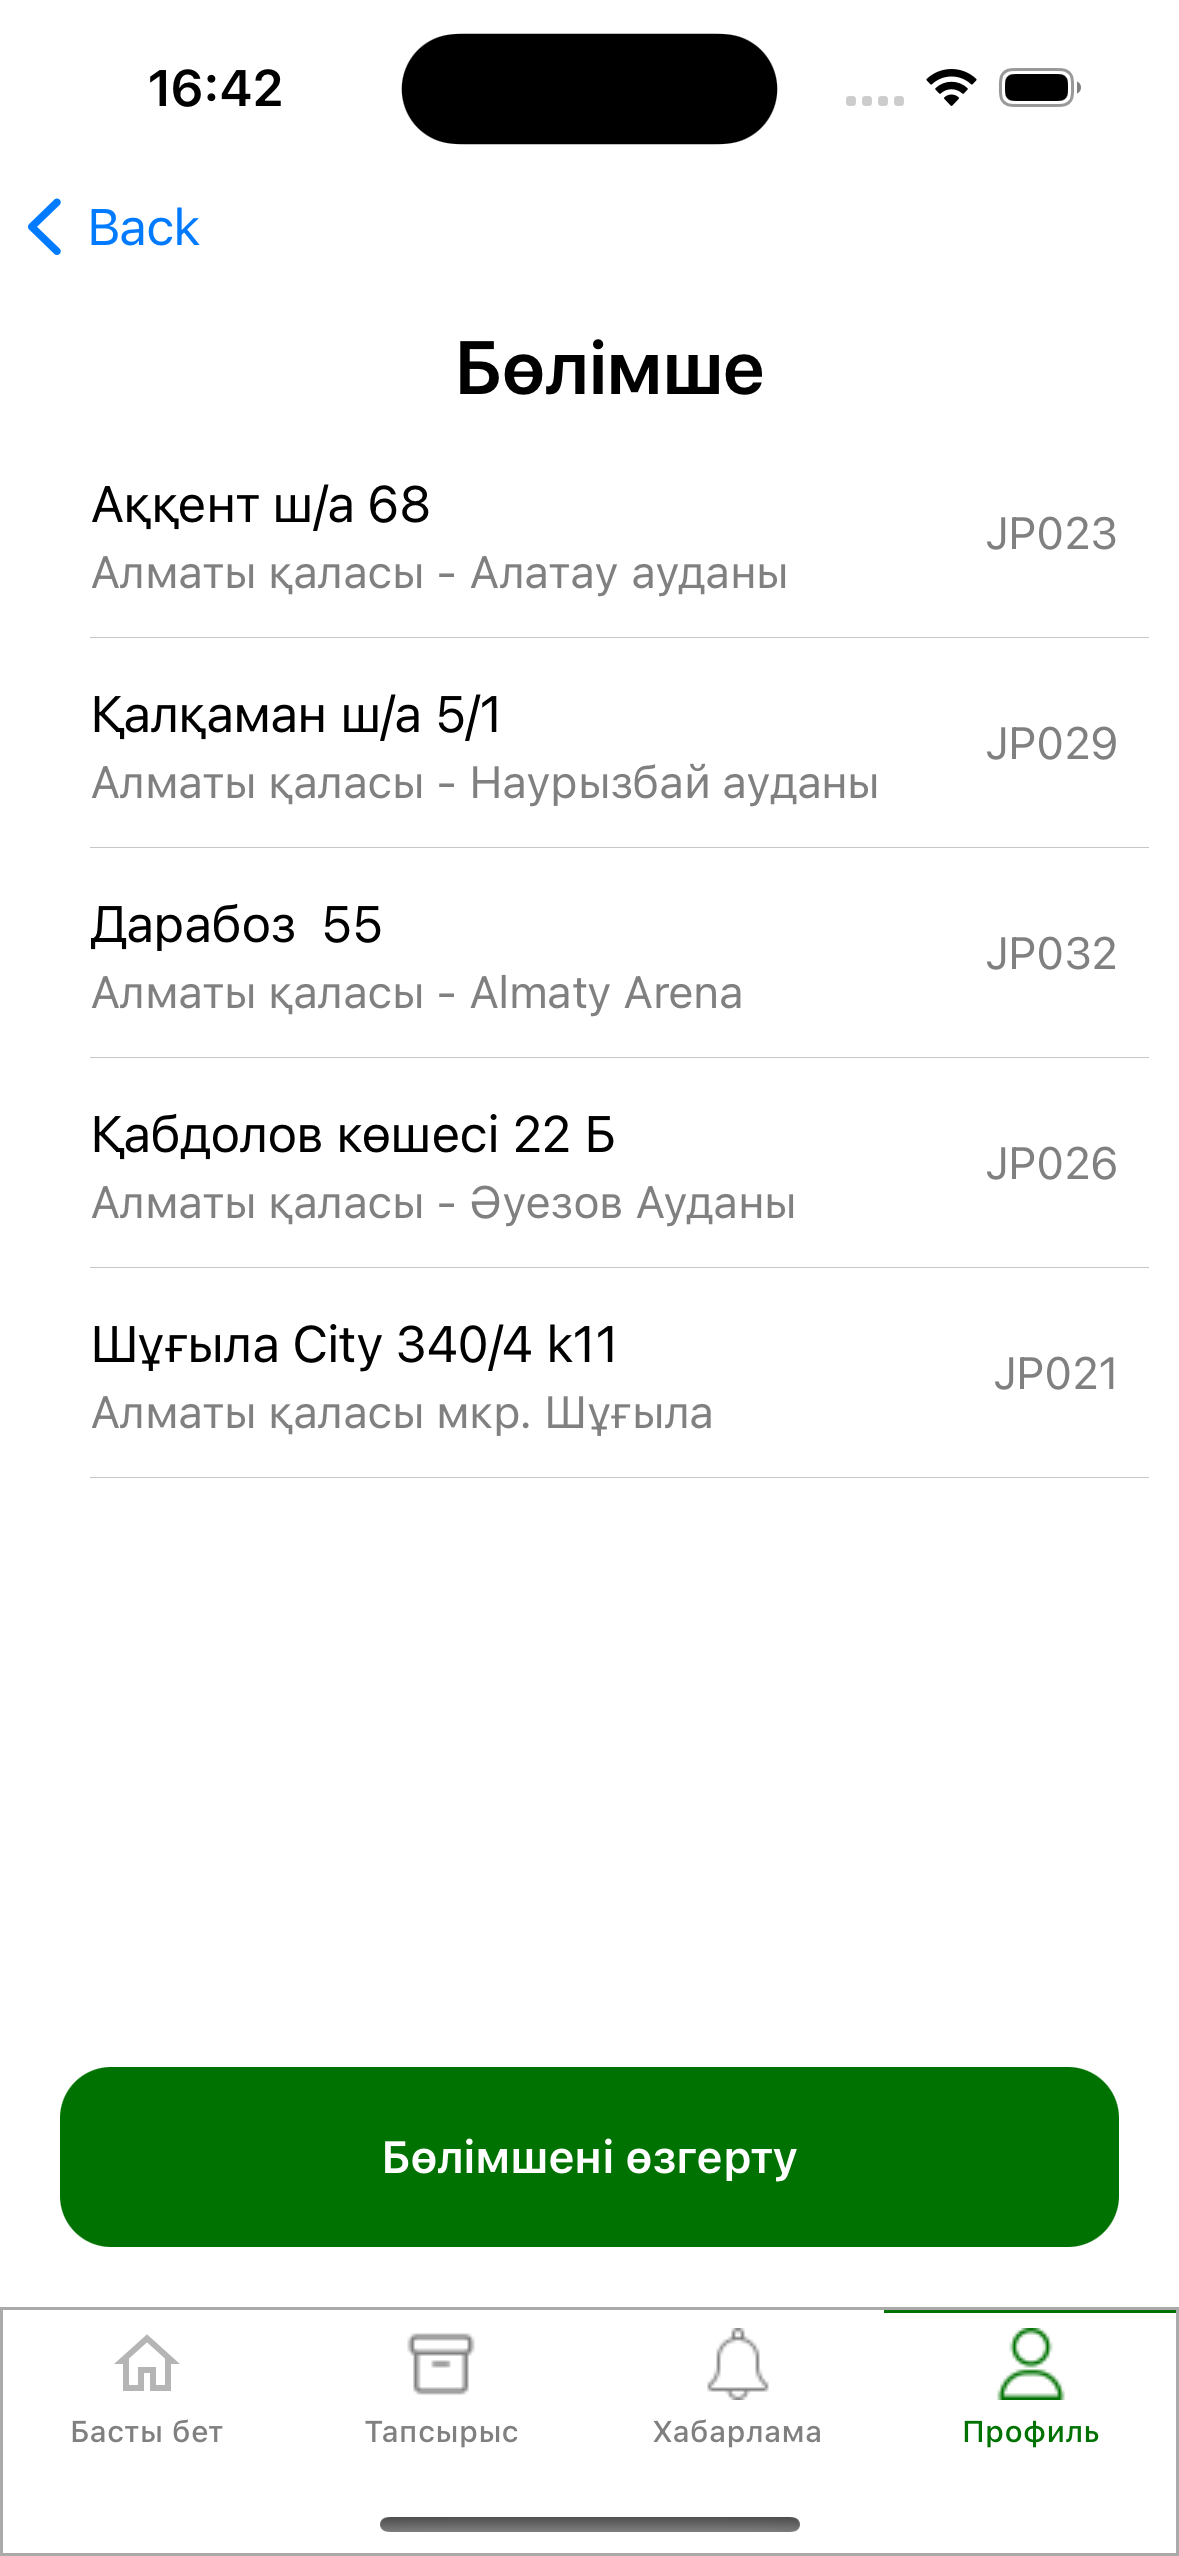 16:42
Back
Бөлімше
Ақкент ш/а 68
JP023
Алматы қаласы - Алатау ауданы
Қалқаман ш/а 5/1
JP029
Алматы қаласы - Наурызбай ауданы
Дарабоз  55
JP032
Алматы қаласы - Almaty Arena
Қабдолов көшесі 22 Б
JP026
Алматы қаласы - Әуезов Ауданы
Шұғыла City 340/4 k11
JP021
Алматы қаласы мкр. Шұғыла
Бөлімшені өзгерту
Басты бет
Тапсырыс
Хабарлама
Профиль